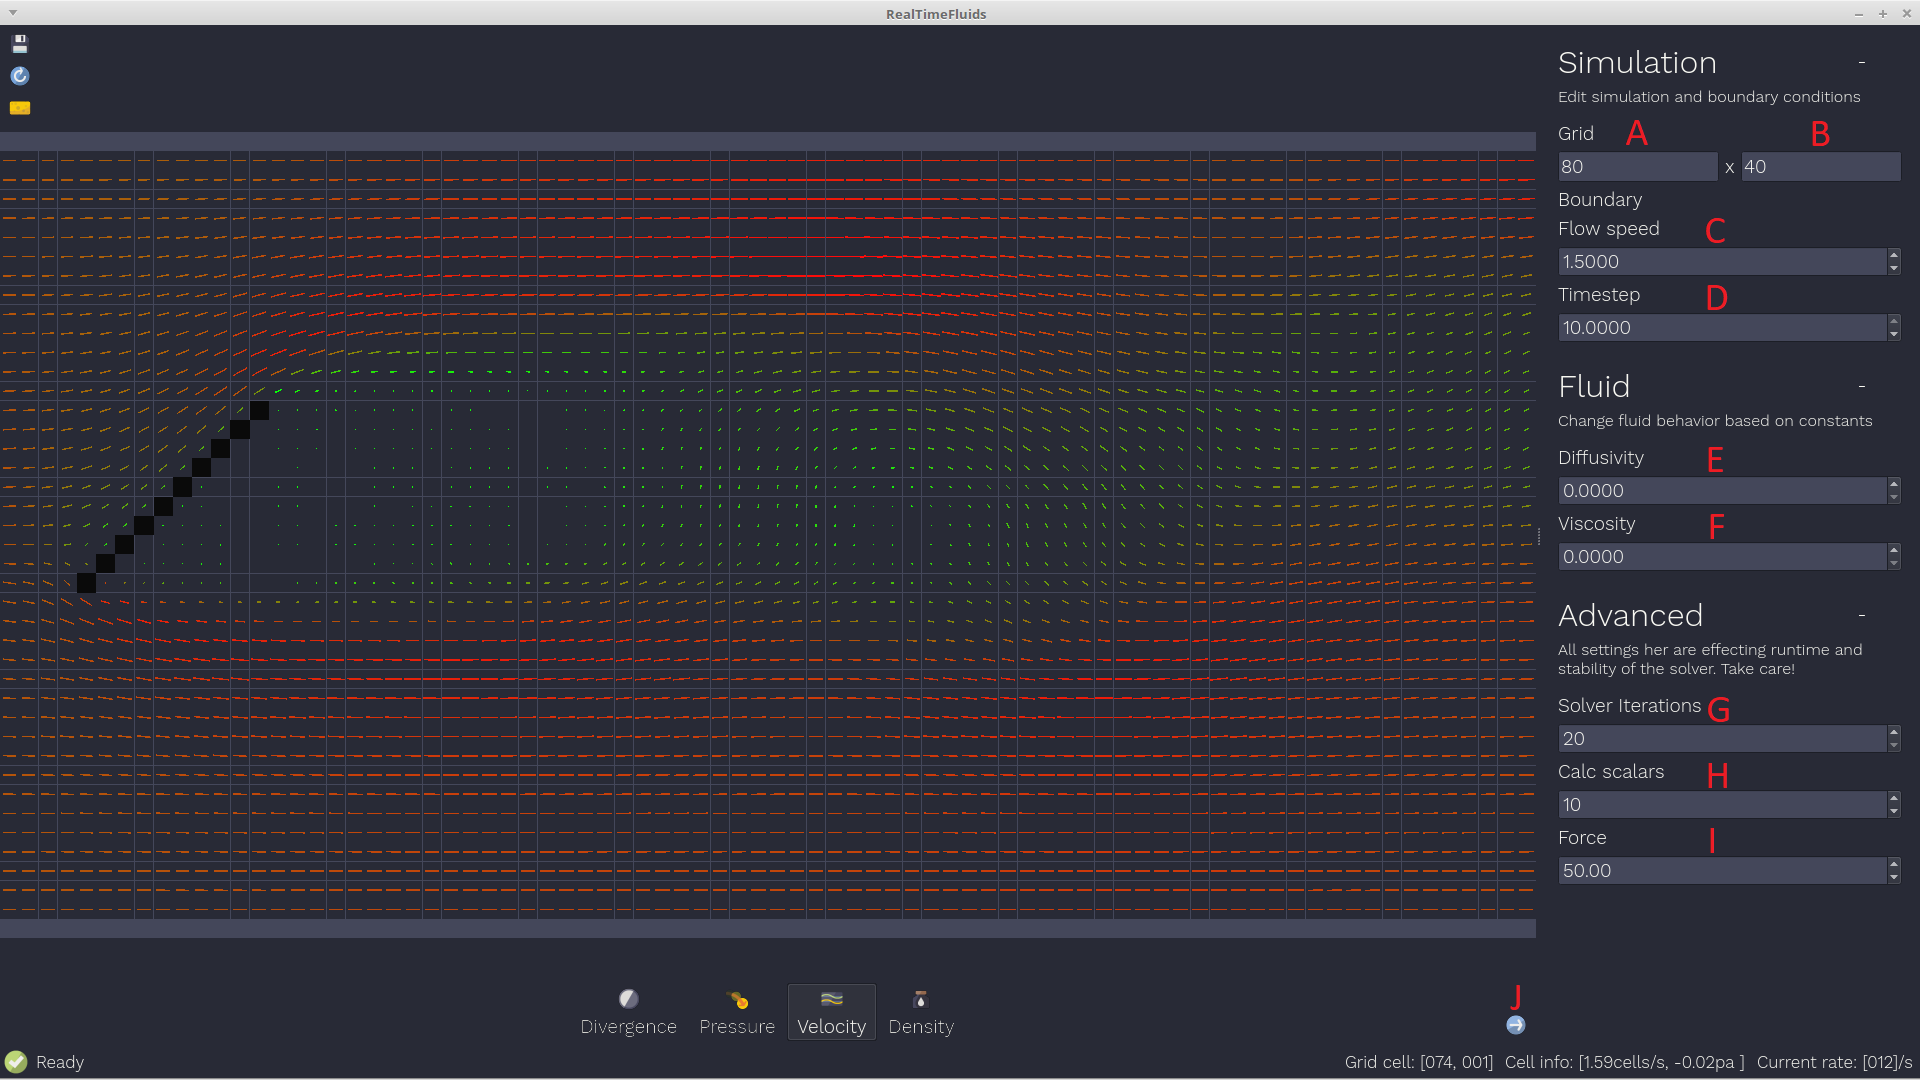 RealTimeFluids
Simulation -
Edit simulation and boundary conditions
Grid A B
80 x 40
Boundary
Flow speed C
1.5000
Timestep D
10.0000
Fluid -
Change fluid behavior based on constants
Diffusivity E
0.0000
Viscosity F
0.0000
Advanced -
All settings her are effecting runtime and
stability of the solver. Take care!
Solver Iterations G
20
Calc scalars H
10
Force I
50.00
J
Divergence Pressure Velocity Density
Ready Grid cell: [074, 001] Cell info: [1.59cells/s, -0.02pa ] Current rate: [012]/s